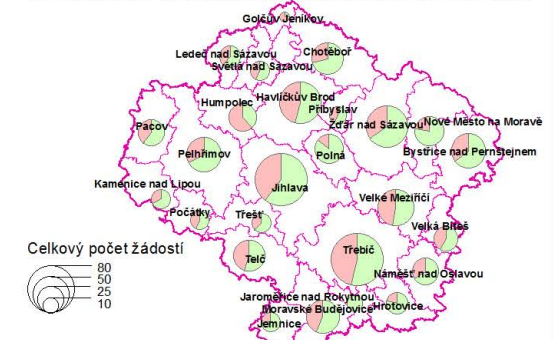 Golčův Jeníkov
Ledeč nad Sázavou
Chotěboř
Světlá nad Sázavou
Havlíčkův Brod
Humpolec
Přibyslav
Pacov
Žďár nad Sázavou
Nové Město na Moravě
Pelhřimov
Polná
Bystřice nad Pernštejnem
Kamenice nad Lipou
Jihlava
Velké Meziříčí
Počátky
Třešť
Velká Bíteš
Celkový počet žádostí
Telč
Třebíč
Náměšť nad Oslavou
80
50
25
10
Jaroměřice nad Rokytnou
Moravské Budějovice
Hrotovice
Jemnice